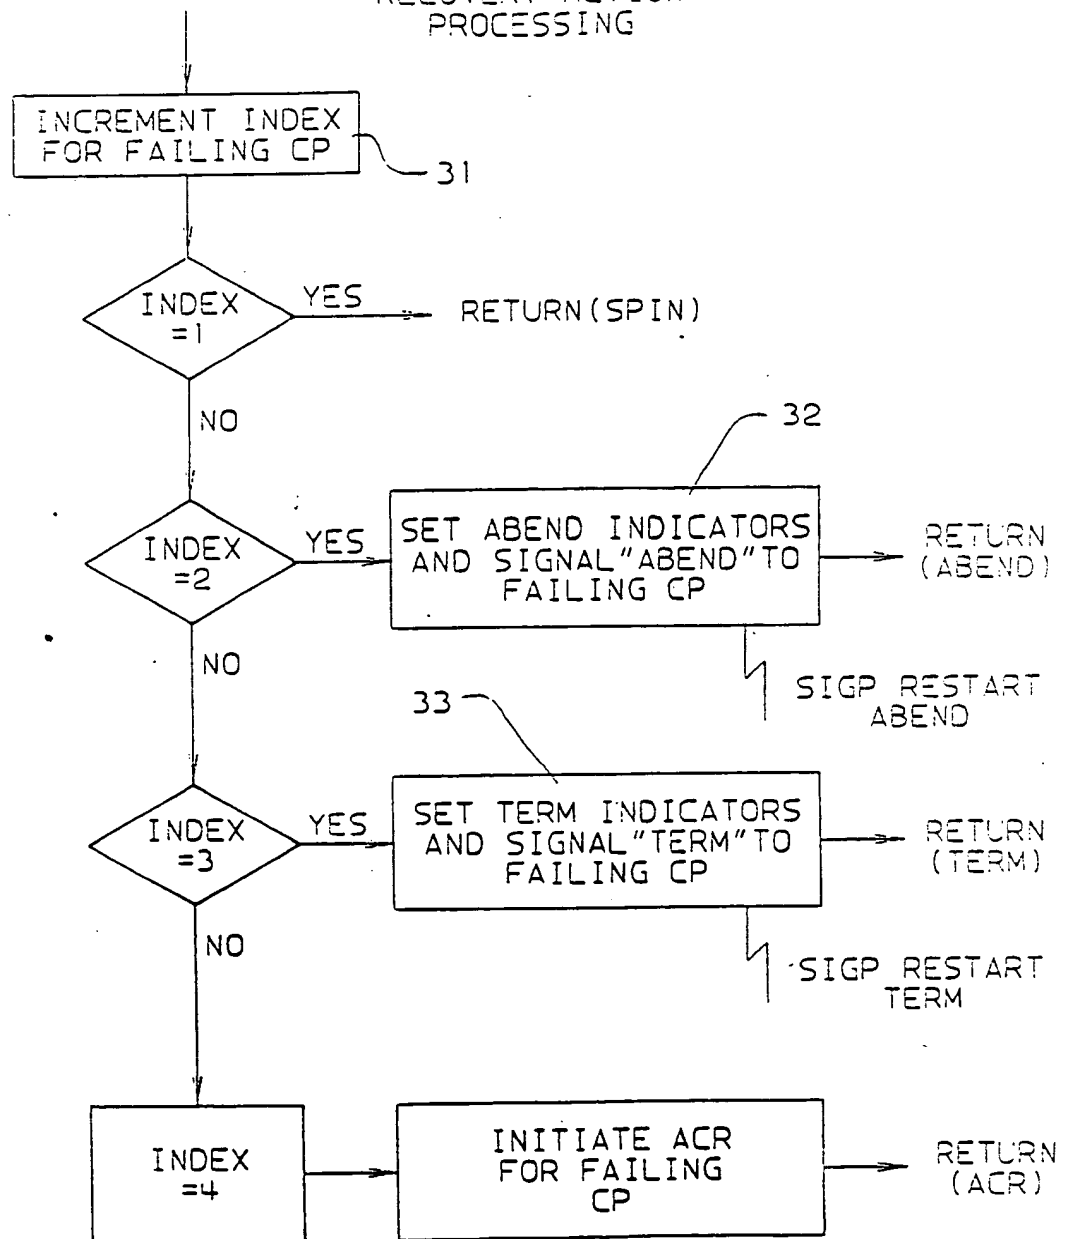 PROCESSING
INCREMENT INDEX
FOR FAILING CP
31
INDEX
=1
YES
RETURN(SPIN)
NO
32
INDEX
=2
YES
SET ABEND INDICATORS
AND SIGNAL"ABEND"TO
FAILING CP
RETURN
(ABEND)
NO
SIGP RESTART
ABEND
33
INDEX
=3
YES
SET TERM INDICATORS
AND SIGNAL"TERM"TO
FAILING CP
RETURN
(TERM)
NO
SIGP RESTART
TERM
INDEX
=4
INITIATE ACR
FOR FAILING
CP
RETURN
(ACR)